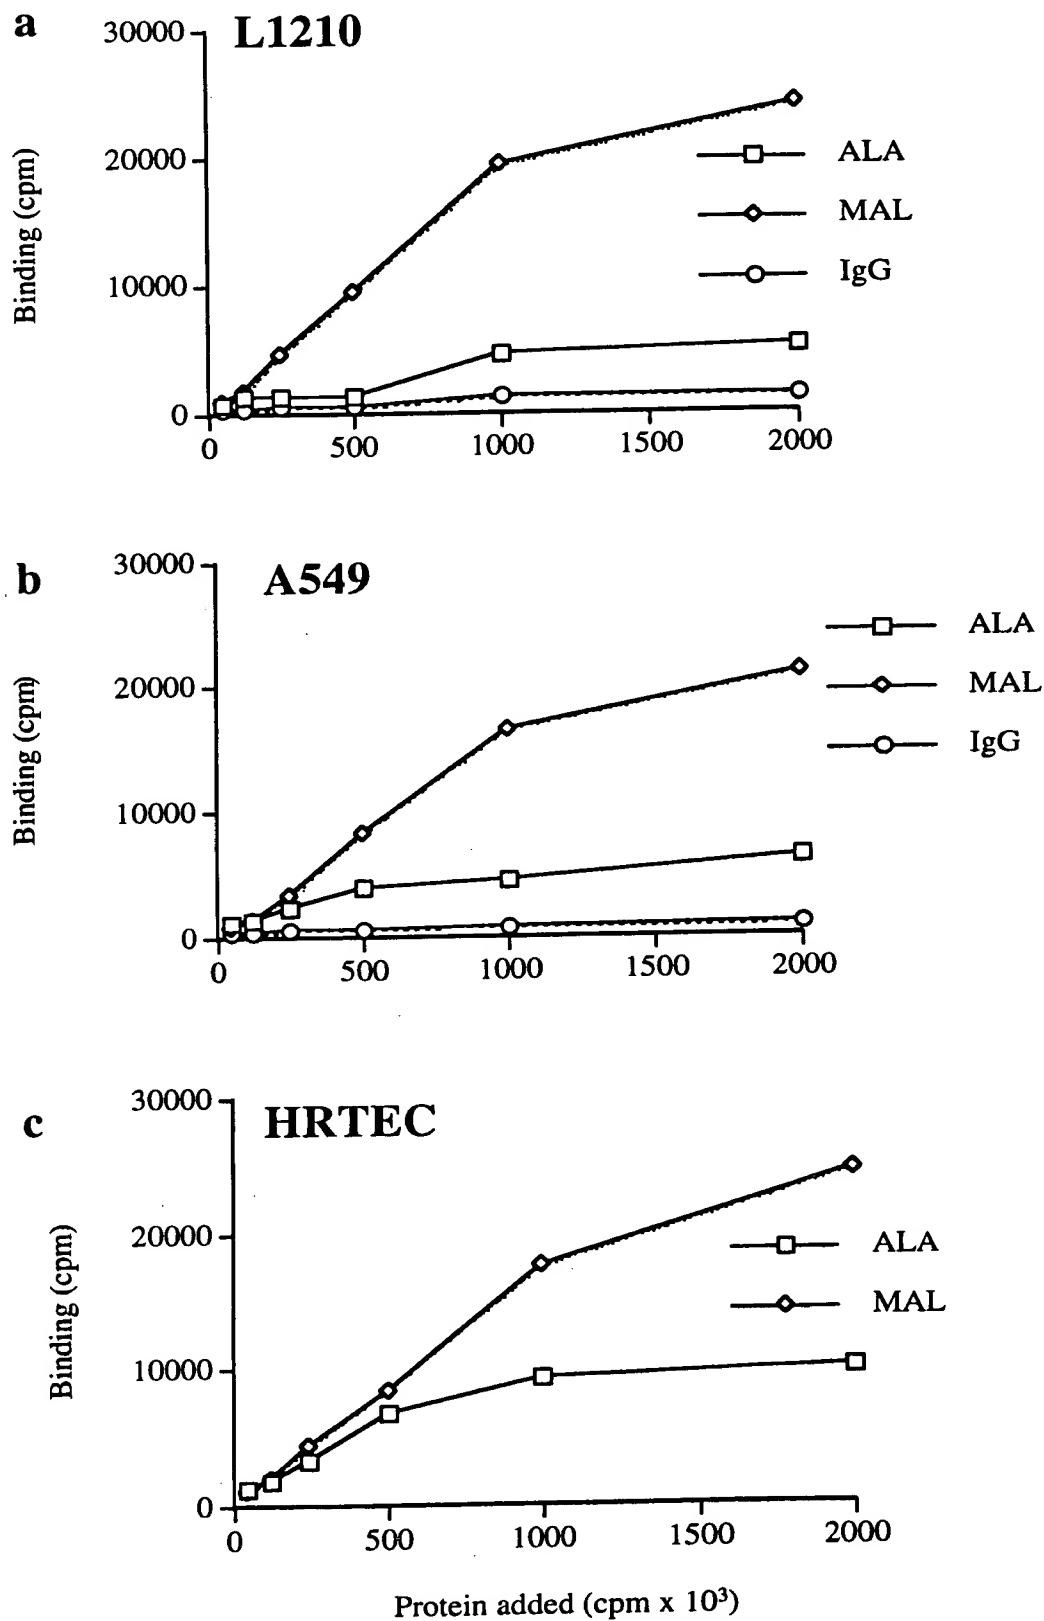 a
L1210
30000
20000
10000
0
Binding (cpm)
ALA
MAL
IgG
0 500 1000 1500 2000
b
A549
30000
20000
10000
0
Binding (cpm)
ALA
MAL
IgG
0 500 1000 1500 2000
c
HRTEC
30000
20000
10000
0
Binding (cpm)
ALA
MAL
0 500 1000 1500 2000
Protein added (cpm x 10³)